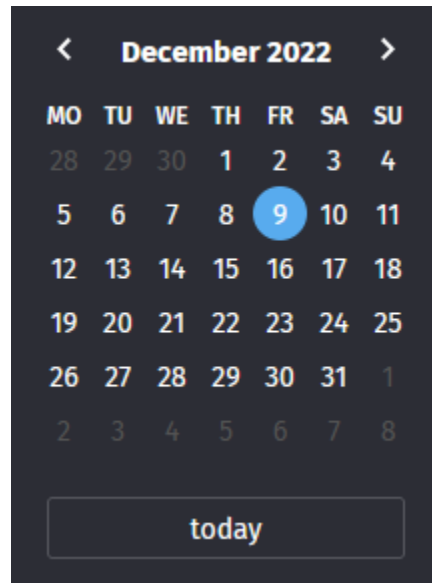 < December 2022 >
MO TU WE TH FR SA SU
28 29 30 1 2 3 4
5 6 7 8 9 10 11
12 13 14 15 16 17 18
19 20 21 22 23 24 25
26 27 28 29 30 31 1
2 3 4 5 6 7 8
today